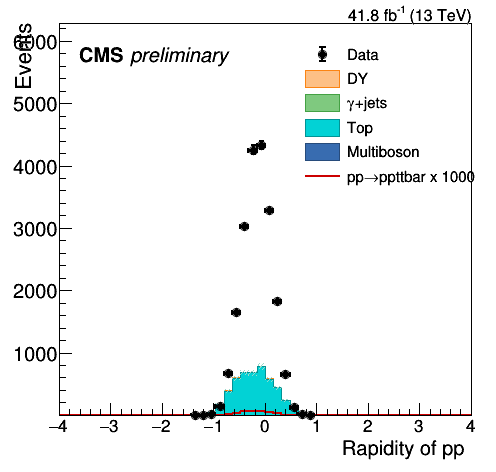 41.8 fb⁻¹ (13 TeV)
Events
CMS preliminary
Data
DY
γ+jets
Top
Multiboson
pp→ppttbar x 1000
6000
5000
4000
3000
2000
1000
−4 −3 −2 −1 0 1 2 3 4
Rapidity of pp